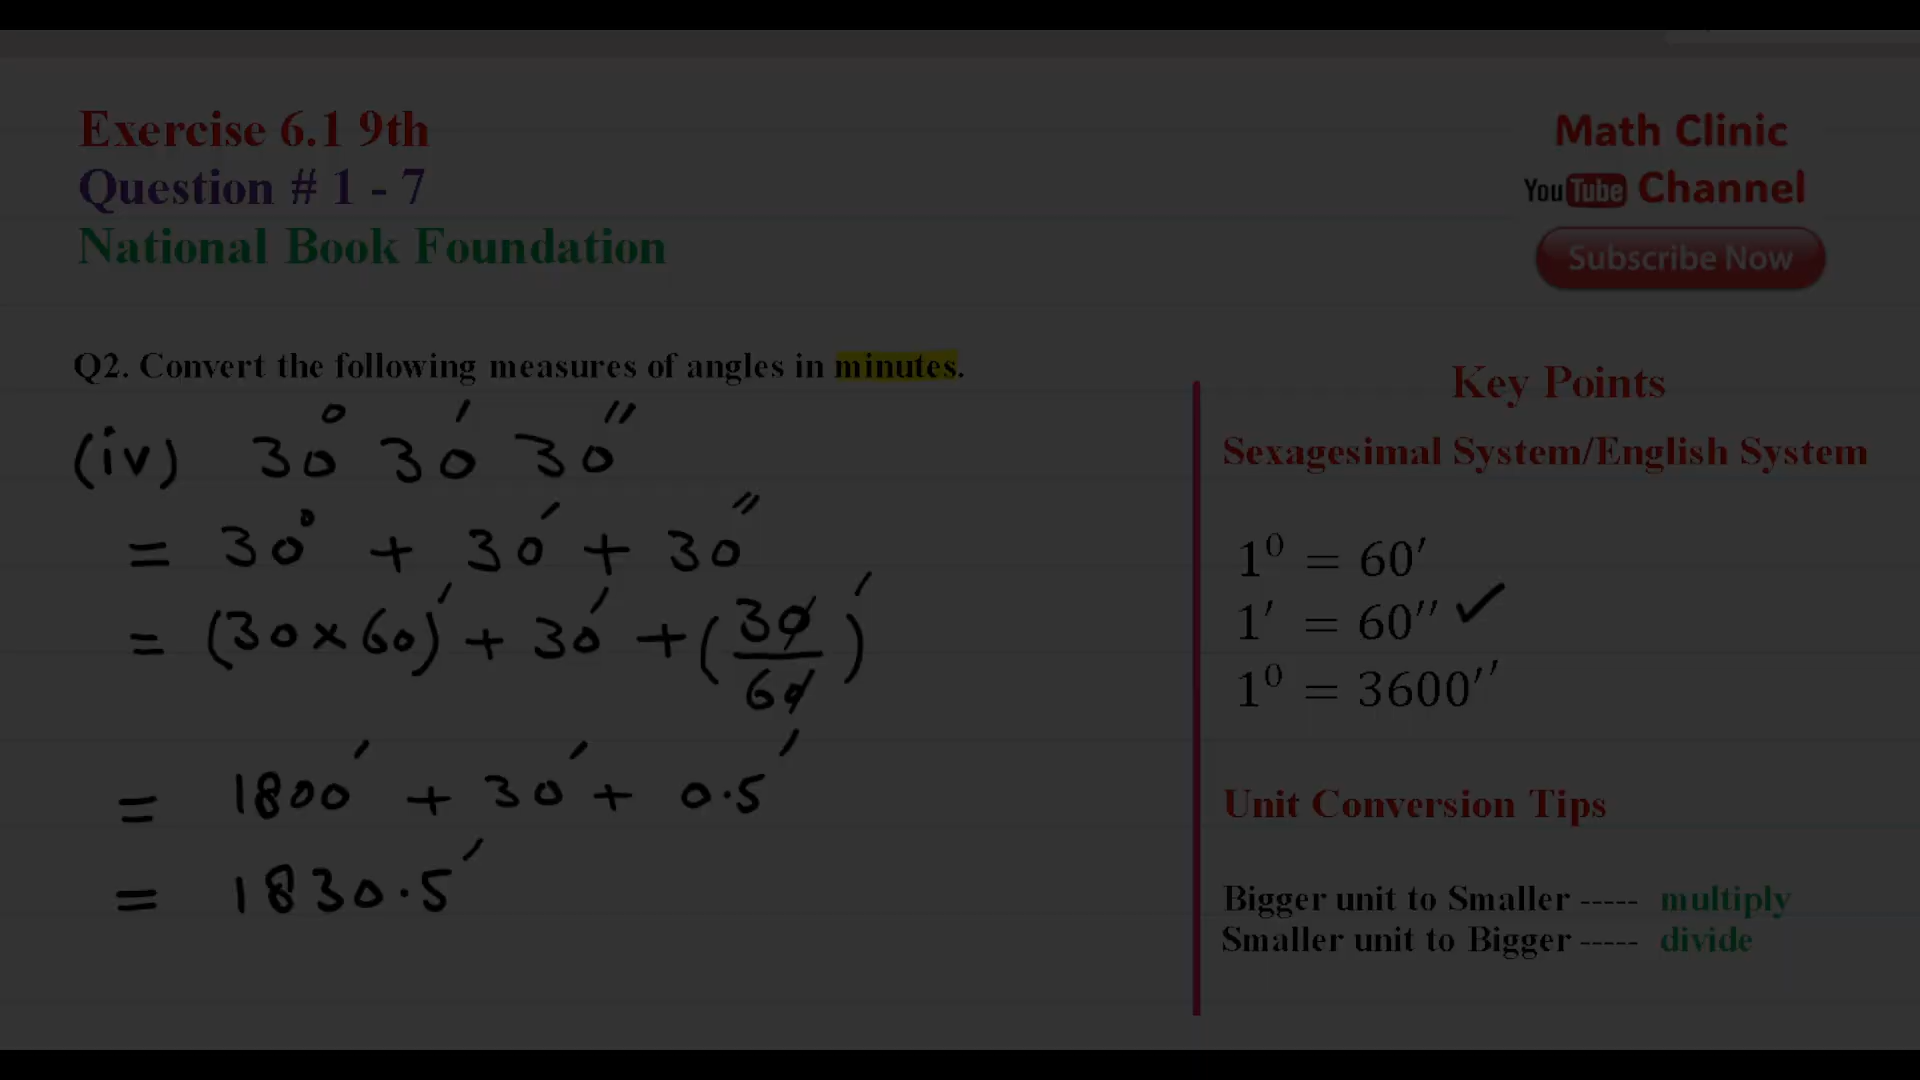 Exercise 6.1 9th
Question # 1 - 7
National Book Foundation
Math Clinic
YouTube Channel
Subscribe Now
Q2. Convert the following measures of angles in minutes.
(iv) 30° 30′ 30″
= 30° + 30′ + 30″
= (30×60)′ + 30′ + (30/60)′
= 1800′ + 30′ + 0.5′
= 1830.5′
Key Points
Sexagesimal System/English System
1⁰ = 60′
1′ = 60′′ ✓
1⁰ = 3600′′
Unit Conversion Tips
Bigger unit to Smaller ----- multiply
Smaller unit to Bigger ----- divide